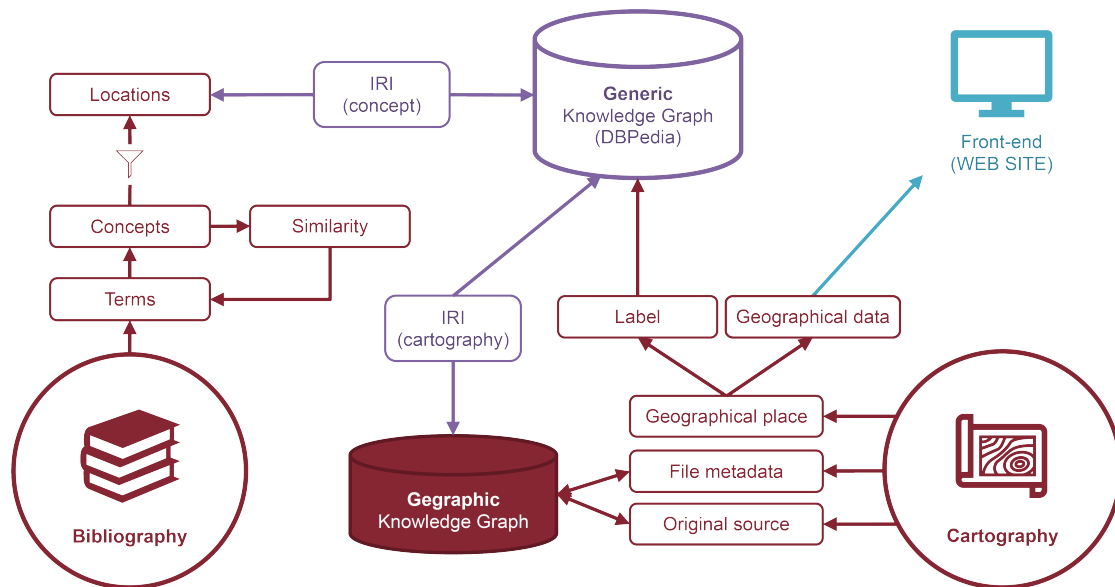 Locations
IRI
(concept)
Generic
Knowledge Graph
(DBPedia)
Front-end
(WEB SITE)
Concepts
Similarity
Terms
IRI
(cartography)
Label
Geographical data
Geographical place
File metadata
Original source
Gegraphic
Knowledge Graph
Bibliography
Cartography